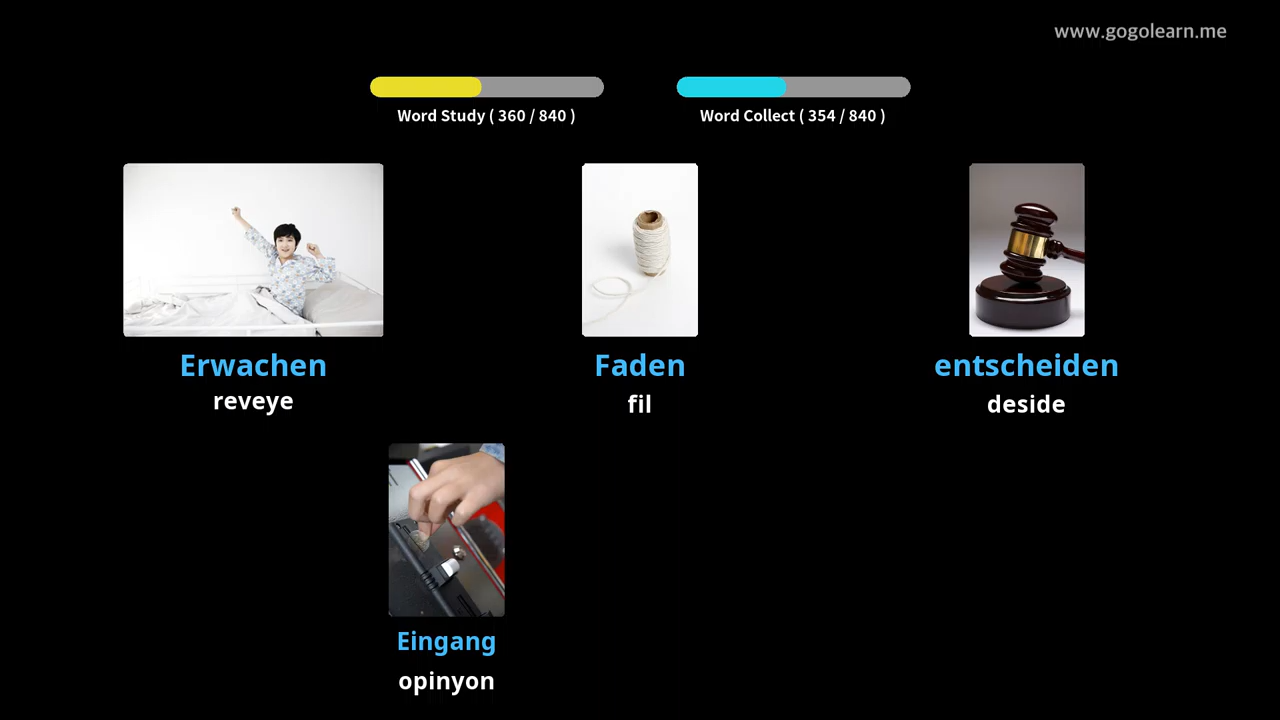 www.gogolearn.me
Word Study ( 360 / 840 )
Word Collect ( 354 / 840 )
Erwachen
reveye
Faden
fil
entscheiden
deside
Eingang
opinyon